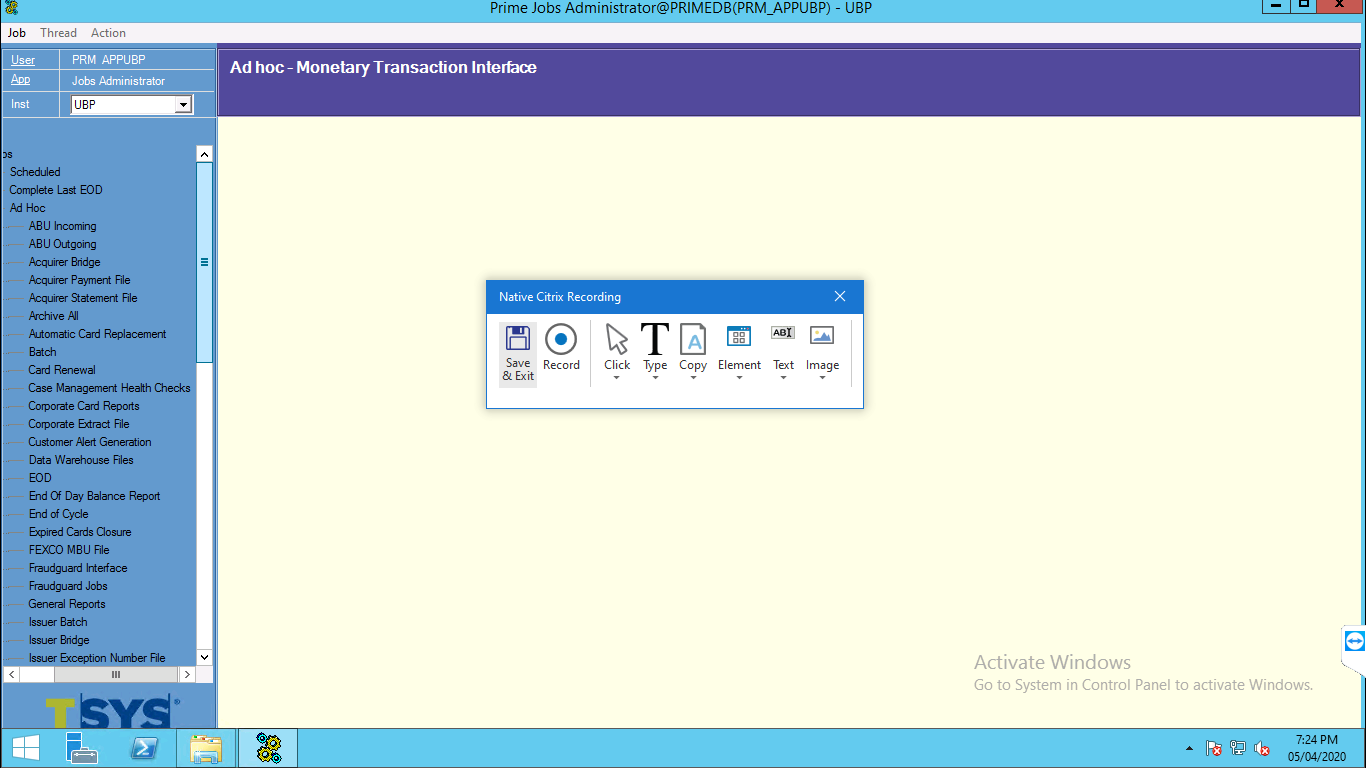 Prime Jobs Administrator@PRIMEDB(PRM_APPUBP) - UBP
Job Thread Action
User PRM_APPUBP
App Jobs Administrator
Inst UBP
Ad hoc - Monetary Transaction Interface
Scheduled
Complete Last EOD
Ad Hoc
ABU Incoming
ABU Outgoing
Acquirer Bridge
Acquirer Payment File
Acquirer Statement File
Archive All
Automatic Card Replacement
Batch
Card Renewal
Case Management Health Checks
Corporate Card Reports
Corporate Extract File
Customer Alert Generation
Data Warehouse Files
EOD
End Of Day Balance Report
End of Cycle
Expired Cards Closure
FEXCO MBU File
Fraudguard Interface
Fraudguard Jobs
General Reports
Issuer Batch
Issuer Bridge
Issuer Exception Number File
TSYS®
Native Citrix Recording
Save & Exit
Record
Click
Type
Copy
Element
Text
Image
Activate Windows
Go to System in Control Panel to activate Windows.
7:24 PM
05/04/2020